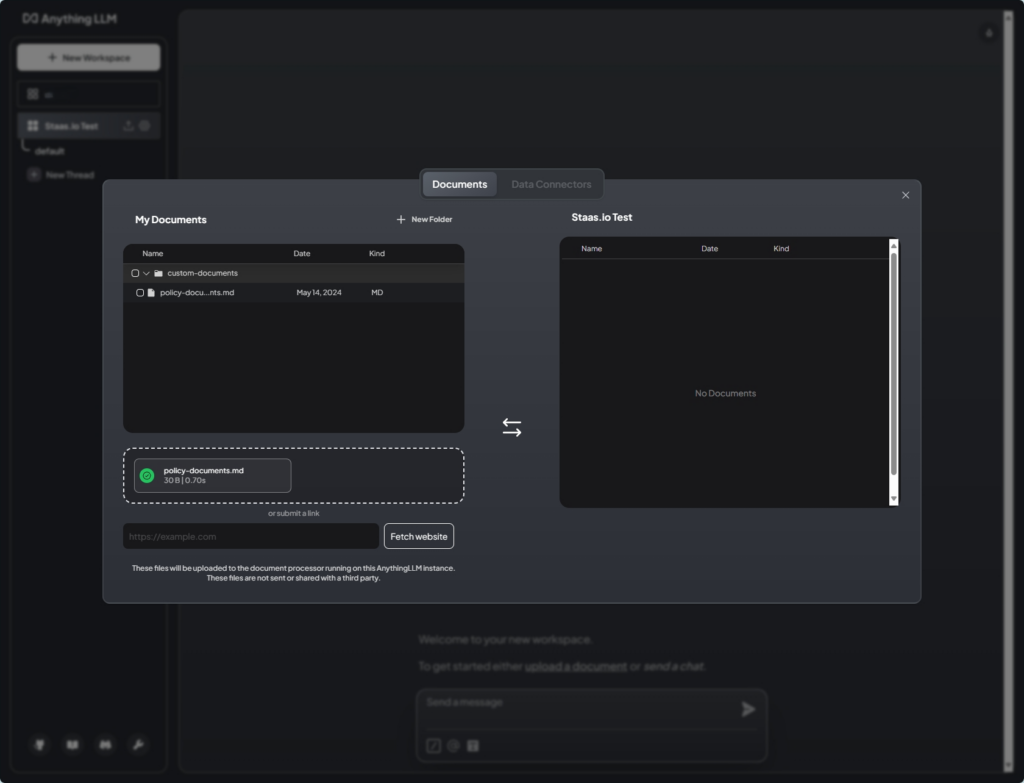 Anything LLM
+ New Workspace
Staas.io Test
default
+ New Thread
Documents
Data Connectors
My Documents
+ New Folder
Name Date Kind
custom-documents
policy-docu...nts.md May 14, 2024 MD
policy-documents.md
30 B | 0.70s
or submit a link
https://example.com
Fetch website
These files will be uploaded to the document processor running on this AnythingLLM instance.
These files are not sent or shared with a third party.
Staas.io Test
Name Date Kind
No Documents
Welcome to your new workspace.
To get started either upload a document or send a chat.
Send a message